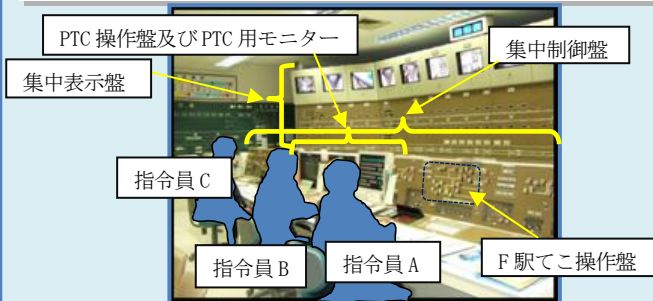 PTC 操作盤及び PTC 用モニター
集中制御盤
集中表示盤
指令員 C
指令員 B
指令員 A
F 駅てこ操作盤